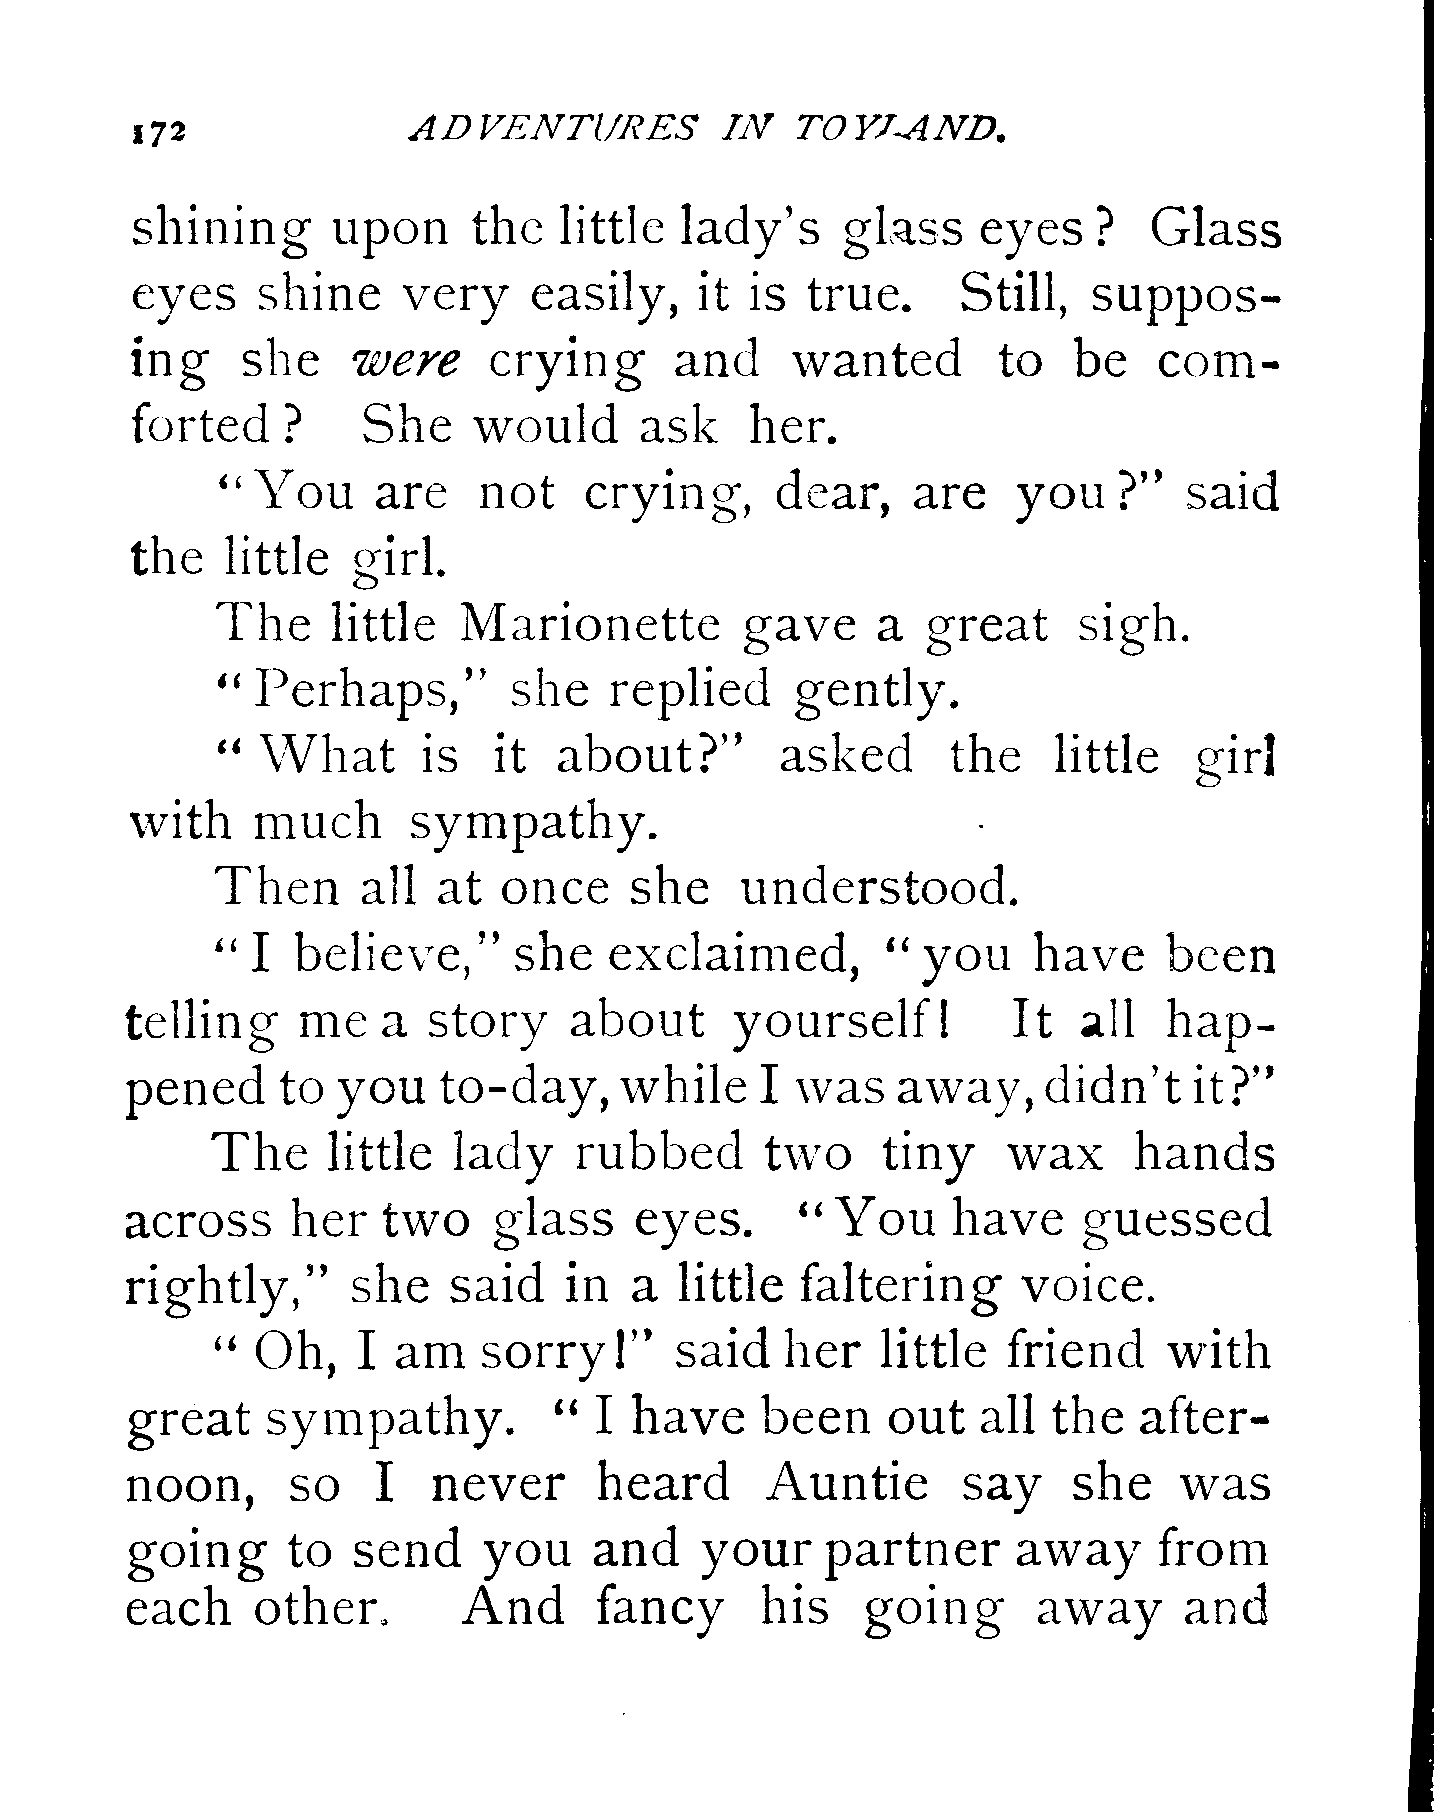 172 ADVENTURES IN TOYLAND.
shining upon the little lady's glass eyes? Glass
eyes shine very easily, it is true. Still, suppos-
ing she were crying and wanted to be com-
forted? She would ask her.
"You are not crying, dear, are you?" said
the little girl.
The little Marionette gave a great sigh.
"Perhaps," she replied gently.
"What is it about?" asked the little girl
with much sympathy.
Then all at once she understood.
"I believe," she exclaimed, "you have been
telling me a story about yourself! It all hap-
pened to you to-day, while I was away, didn't it?"
The little lady rubbed two tiny wax hands
across her two glass eyes. "You have guessed
rightly," she said in a little faltering voice.
"Oh, I am sorry!" said her little friend with
great sympathy. "I have been out all the after-
noon, so I never heard Auntie say she was
going to send you and your partner away from
each other. And fancy his going away and